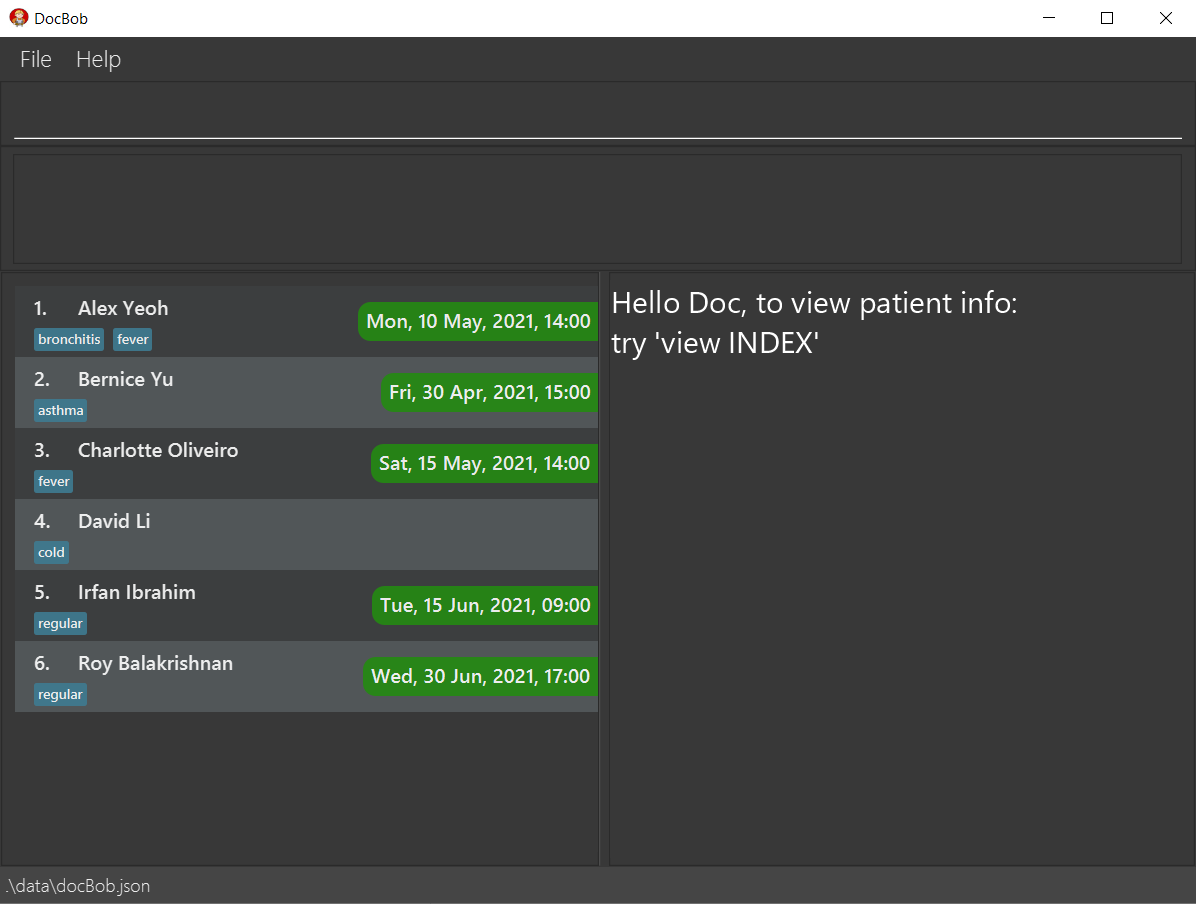 DocBob
File Help
1. Alex Yeoh Mon, 10 May, 2021, 14:00
bronchitis fever
2. Bernice Yu Fri, 30 Apr, 2021, 15:00
asthma
3. Charlotte Oliveiro Sat, 15 May, 2021, 14:00
fever
4. David Li
cold
5. Irfan Ibrahim Tue, 15 Jun, 2021, 09:00
regular
6. Roy Balakrishnan Wed, 30 Jun, 2021, 17:00
regular
Hello Doc, to view patient info:
try 'view INDEX'
.\data\docBob.json